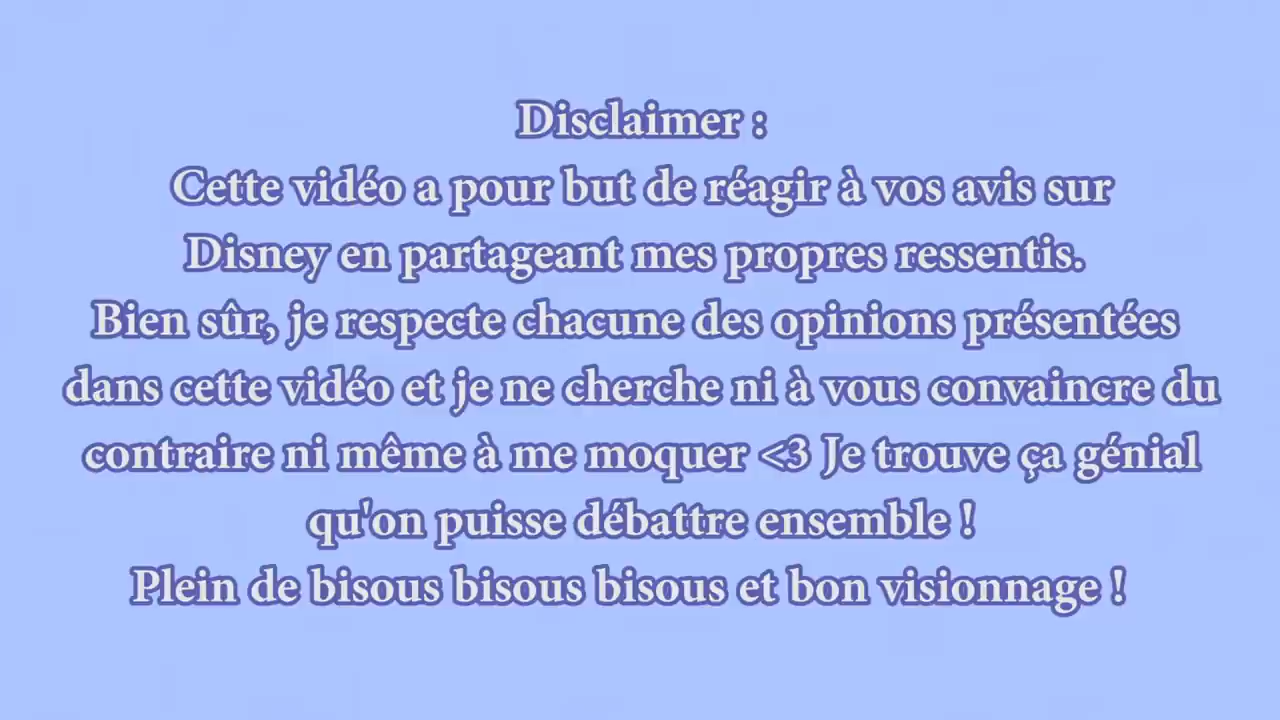 Disclaimer :
Cette vidéo a pour but de réagir à vos avis sur
Disney en partageant mes propres ressentis.
Bien sûr, je respecte chacune des opinions présentées
dans cette vidéo et je ne cherche ni à vous convaincre du
contraire ni même à me moquer <3 Je trouve ça génial
qu'on puisse débattre ensemble !
Plein de bisous bisous bisous et bon visionnage !